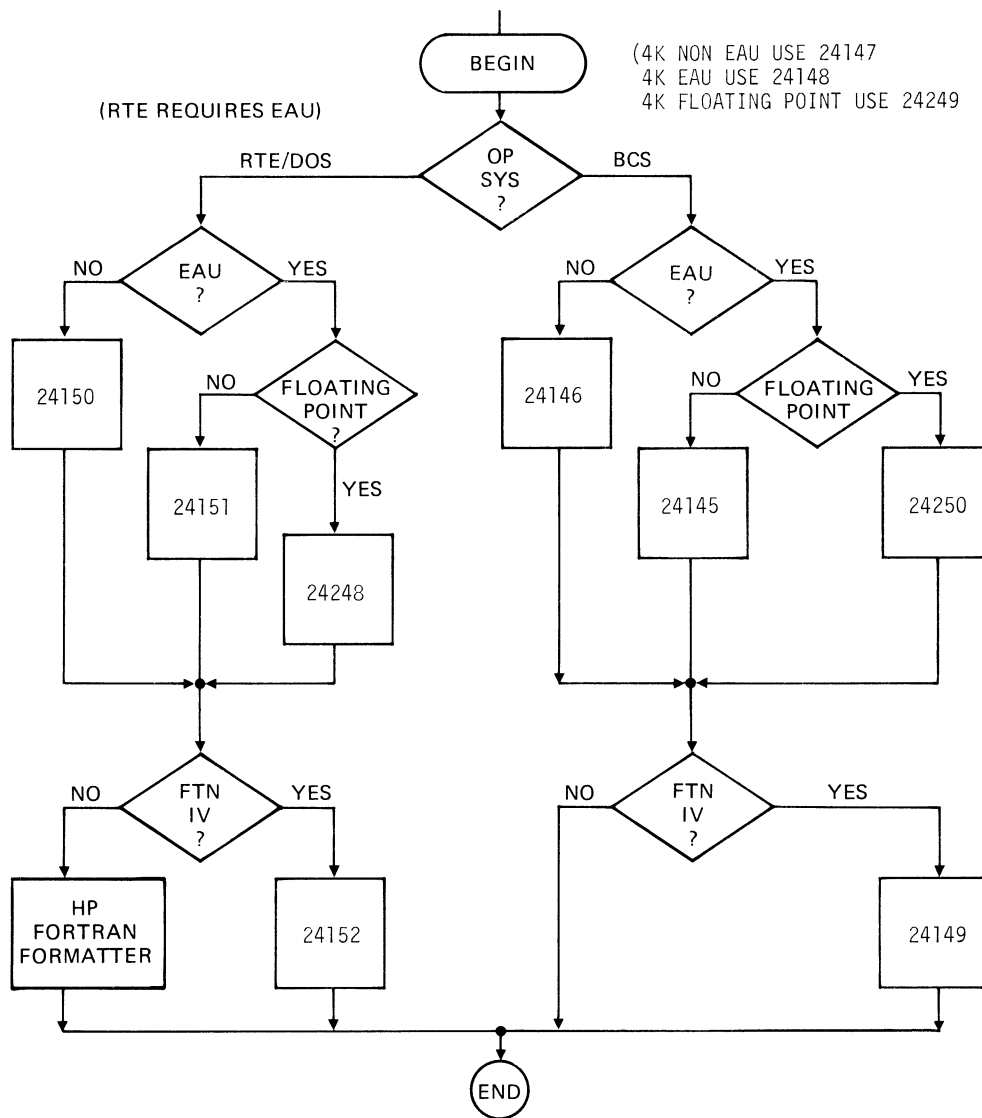 BEGIN
(4K NON EAU USE 24147
4K EAU USE 24148
4K FLOATING POINT USE 24249
(RTE REQUIRES EAU)
OP
SYS
?
RTE/DOS
BCS
EAU
?
NO
YES
EAU
?
NO
YES
24150
FLOATING
POINT
?
NO
YES
24151
24248
24146
FLOATING
POINT
NO
YES
24145
24250
FTN
IV
?
NO
YES
FTN
IV
?
NO
YES
HP
FORTRAN
FORMATTER
24152
24149
END